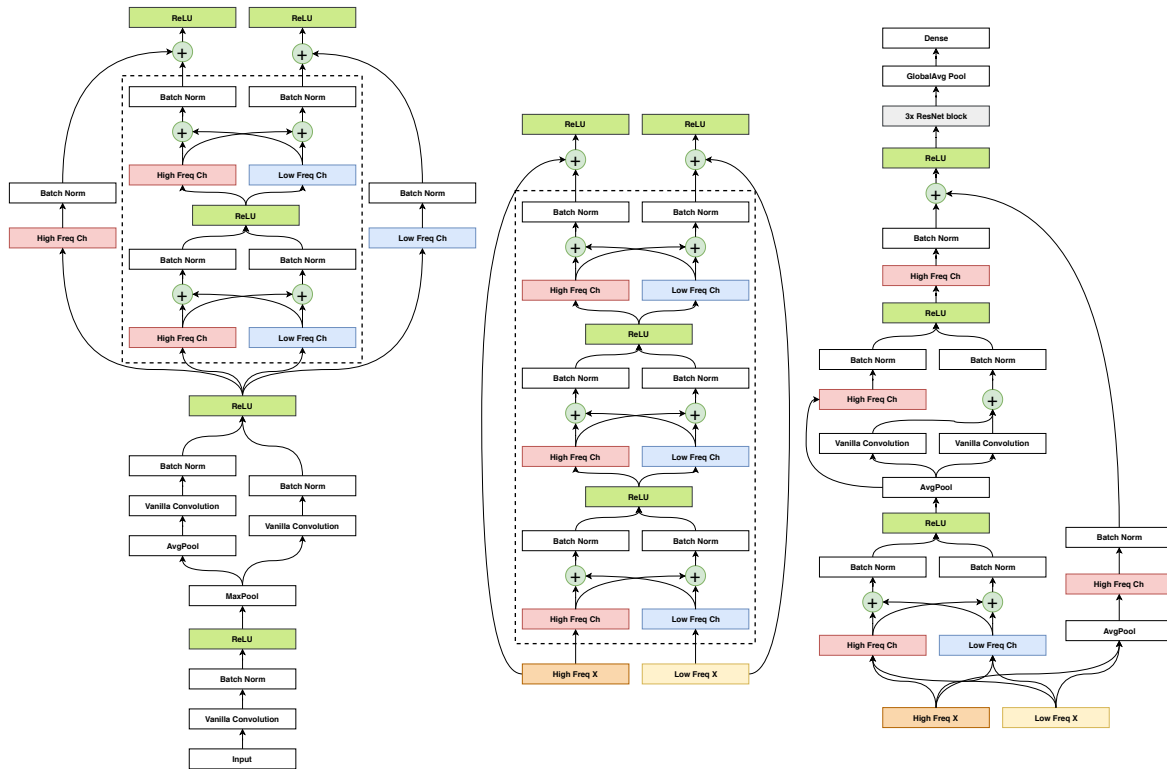 ReLU
ReLU
+
+
Batch Norm
Batch Norm
+
+
High Freq Ch
Low Freq Ch
Batch Norm
Batch Norm
ReLU
High Freq Ch
Low Freq Ch
Batch Norm
Batch Norm
+
+
High Freq Ch
Low Freq Ch
ReLU
Batch Norm
Batch Norm
Vanilla Convolution
Vanilla Convolution
AvgPool
MaxPool
ReLU
Batch Norm
Vanilla Convolution
Input
ReLU
ReLU
+
+
Batch Norm
Batch Norm
+
+
High Freq Ch
Low Freq Ch
ReLU
Batch Norm
Batch Norm
+
+
High Freq Ch
Low Freq Ch
ReLU
Batch Norm
Batch Norm
+
+
High Freq Ch
Low Freq Ch
High Freq X
Low Freq X
Dense
GlobalAvg Pool
3x ResNet block
ReLU
+
Batch Norm
High Freq Ch
ReLU
Batch Norm
Batch Norm
High Freq Ch
+
Vanilla Convolution
Vanilla Convolution
AvgPool
ReLU
Batch Norm
Batch Norm
Batch Norm
High Freq Ch
+
+
High Freq Ch
Low Freq Ch
AvgPool
High Freq X
Low Freq X